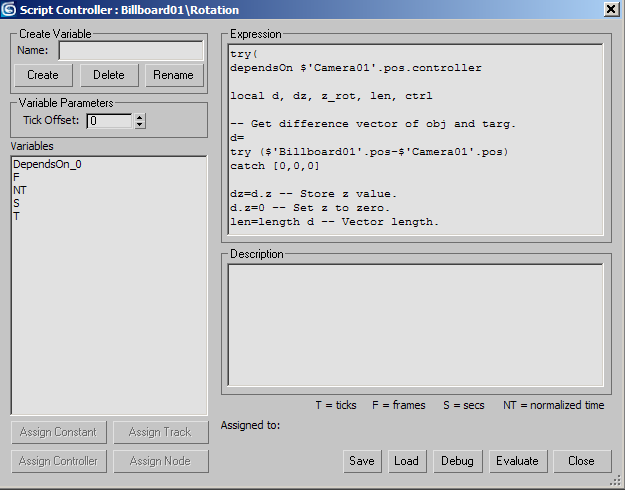 Script Controller : Billboard01\Rotation
Create Variable
Name:
Create Delete Rename
Variable Parameters
Tick Offset: 0
Variables
DependsOn_0
F
NT
S
T
Assign Constant Assign Track
Assign Controller Assign Node
Expression
try(
dependsOn $'Camera01'.pos.controller
local d, dz, z_rot, len, ctrl
-- Get difference vector of obj and targ.
d=
try ($'Billboard01'.pos-$'Camera01'.pos)
catch [0,0,0]
dz=d.z -- Store z value.
d.z=0 -- Set z to zero.
len=length d -- Vector length.
Description
T = ticks F = frames S = secs NT = normalized time
Assigned to:
Save Load Debug Evaluate Close